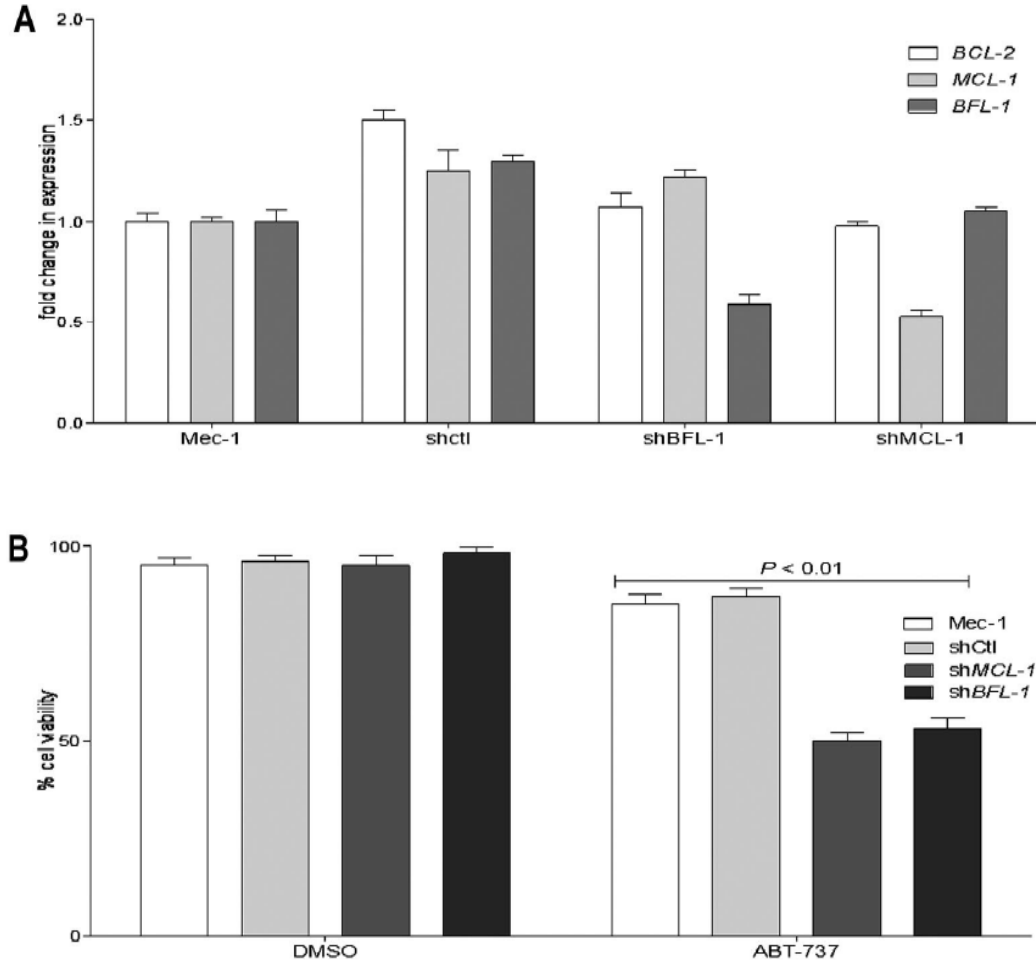 A
2.0
1.5
1.0
0.5
0.0
fold change in expression
BCL-2
MCL-1
BFL-1
Mec-1
shctl
shBFL-1
shMCL-1
B
100
50
0
% cell viability
P < 0.01
Mec-1
shCtl
shMCL-1
shBFL-1
DMSO
ABT-737